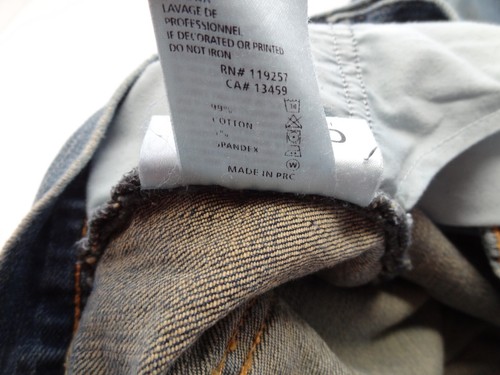 LAVAGE DE
PROFESSIONNEL
IF DECORATED OR PRINTED
DO NOT IRON
RN# 119257
CA# 13459
99%
COTTON
SPANDEX
MADE IN PRC